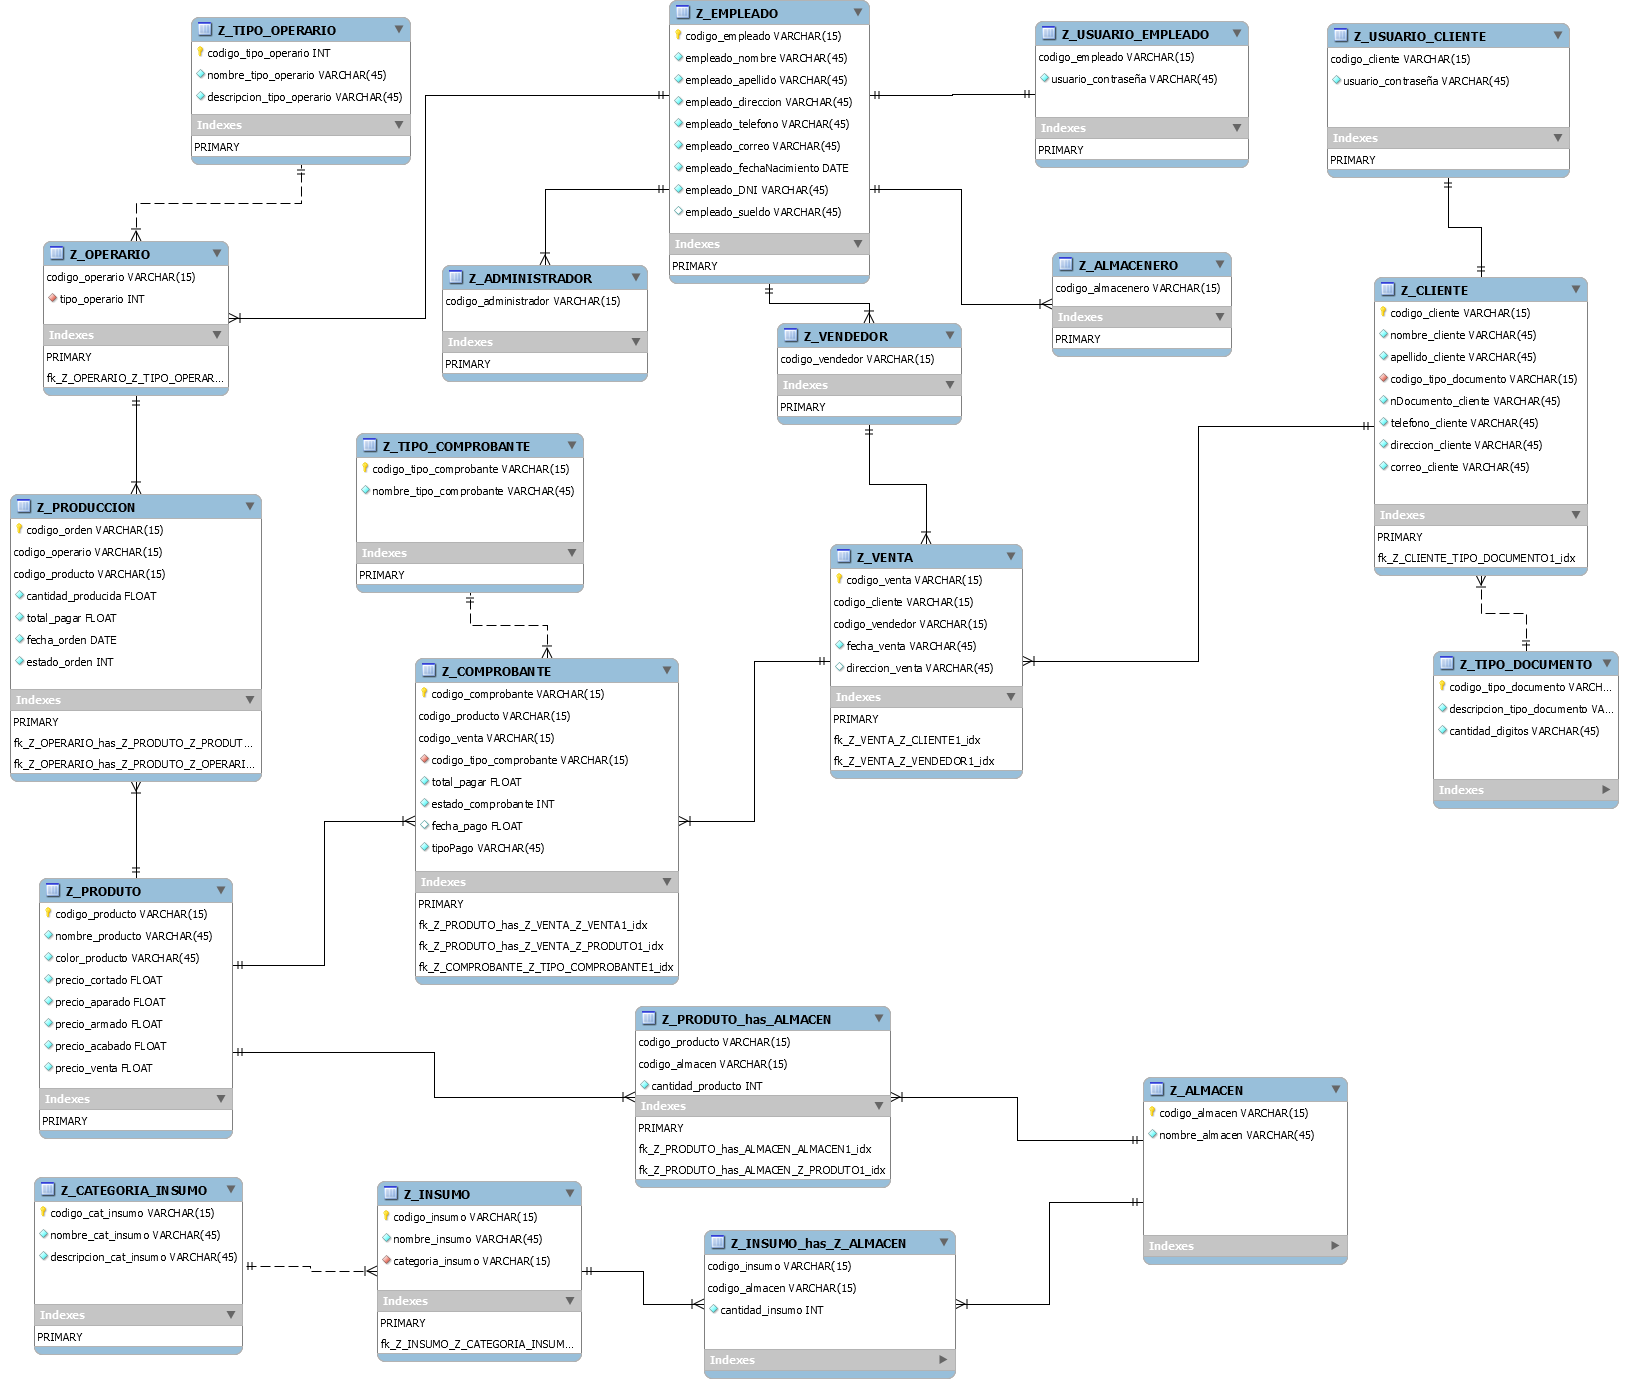 Z_TIPO_OPERARIO
codigo_tipo_operario INT
nombre_tipo_operario VARCHAR(45)
descripcion_tipo_operario VARCHAR(45)
Indexes
PRIMARY
Z_EMPLEADO
codigo_empleado VARCHAR(15)
empleado_nombre VARCHAR(45)
empleado_apellido VARCHAR(45)
empleado_direccion VARCHAR(45)
empleado_telefono VARCHAR(45)
empleado_correo VARCHAR(45)
empleado_fechaNacimiento DATE
empleado_DNI VARCHAR(45)
empleado_sueldo VARCHAR(45)
Indexes
PRIMARY
Z_USUARIO_EMPLEADO
codigo_empleado VARCHAR(15)
usuario_contraseña VARCHAR(45)
Indexes
PRIMARY
Z_USUARIO_CLIENTE
codigo_cliente VARCHAR(15)
usuario_contraseña VARCHAR(45)
Indexes
PRIMARY
Z_OPERARIO
codigo_operario VARCHAR(15)
tipo_operario INT
Indexes
PRIMARY
fk_Z_OPERARIO_Z_TIPO_OPERAR...
Z_ADMINISTRADOR
codigo_administrador VARCHAR(15)
Indexes
PRIMARY
Z_VENDEDOR
codigo_vendedor VARCHAR(15)
Indexes
PRIMARY
Z_ALMACENERO
codigo_almacenero VARCHAR(15)
Indexes
PRIMARY
Z_CLIENTE
codigo_cliente VARCHAR(15)
nombre_cliente VARCHAR(45)
apellido_cliente VARCHAR(45)
codigo_tipo_documento VARCHAR(15)
nDocumento_cliente VARCHAR(45)
telefono_cliente VARCHAR(45)
direccion_cliente VARCHAR(45)
correo_cliente VARCHAR(45)
Indexes
PRIMARY
fk_Z_CLIENTE_TIPO_DOCUMENTO1_idx
Z_TIPO_COMPROBANTE
codigo_tipo_comprobante VARCHAR(15)
nombre_tipo_comprobante VARCHAR(45)
Indexes
PRIMARY
Z_PRODUCCION
codigo_orden VARCHAR(15)
codigo_operario VARCHAR(15)
codigo_producto VARCHAR(15)
cantidad_producida FLOAT
total_pagar FLOAT
fecha_orden DATE
estado_orden INT
Indexes
PRIMARY
fk_Z_OPERARIO_has_Z_PRODUTO_Z_PRODUT...
fk_Z_OPERARIO_has_Z_PRODUTO_Z_OPERARI...
Z_VENTA
codigo_venta VARCHAR(15)
codigo_cliente VARCHAR(15)
codigo_vendedor VARCHAR(15)
fecha_venta VARCHAR(45)
direccion_venta VARCHAR(45)
Indexes
PRIMARY
fk_Z_VENTA_Z_CLIENTE1_idx
fk_Z_VENTA_Z_VENDEDOR1_idx
Z_COMPROBANTE
codigo_comprobante VARCHAR(15)
codigo_producto VARCHAR(15)
codigo_venta VARCHAR(15)
codigo_tipo_comprobante VARCHAR(15)
total_pagar FLOAT
estado_comprobante INT
fecha_pago FLOAT
tipoPago VARCHAR(45)
Indexes
PRIMARY
fk_Z_PRODUTO_has_Z_VENTA_Z_VENTA1_idx
fk_Z_PRODUTO_has_Z_VENTA_Z_PRODUTO1_idx
fk_Z_COMPROBANTE_Z_TIPO_COMPROBANTE1_idx
Z_TIPO_DOCUMENTO
codigo_tipo_documento VARCH...
descripcion_tipo_documento VA...
cantidad_digitos VARCHAR(45)
Indexes
Z_PRODUTO
codigo_producto VARCHAR(15)
nombre_producto VARCHAR(45)
color_producto VARCHAR(45)
precio_cortado FLOAT
precio_aparado FLOAT
precio_armado FLOAT
precio_acabado FLOAT
precio_venta FLOAT
Indexes
PRIMARY
Z_PRODUTO_has_ALMACEN
codigo_producto VARCHAR(15)
codigo_almacen VARCHAR(15)
cantidad_producto INT
Indexes
PRIMARY
fk_Z_PRODUTO_has_ALMACEN_ALMACEN1_idx
fk_Z_PRODUTO_has_ALMACEN_Z_PRODUTO1_idx
Z_ALMACEN
codigo_almacen VARCHAR(15)
nombre_almacen VARCHAR(45)
Indexes
Z_CATEGORIA_INSUMO
codigo_cat_insumo VARCHAR(15)
nombre_cat_insumo VARCHAR(45)
descripcion_cat_insumo VARCHAR(45)
Indexes
PRIMARY
Z_INSUMO
codigo_insumo VARCHAR(15)
nombre_insumo VARCHAR(45)
categoria_insumo VARCHAR(15)
Indexes
PRIMARY
fk_Z_INSUMO_Z_CATEGORIA_INSUM...
Z_INSUMO_has_Z_ALMACEN
codigo_insumo VARCHAR(15)
codigo_almacen VARCHAR(15)
cantidad_insumo INT
Indexes